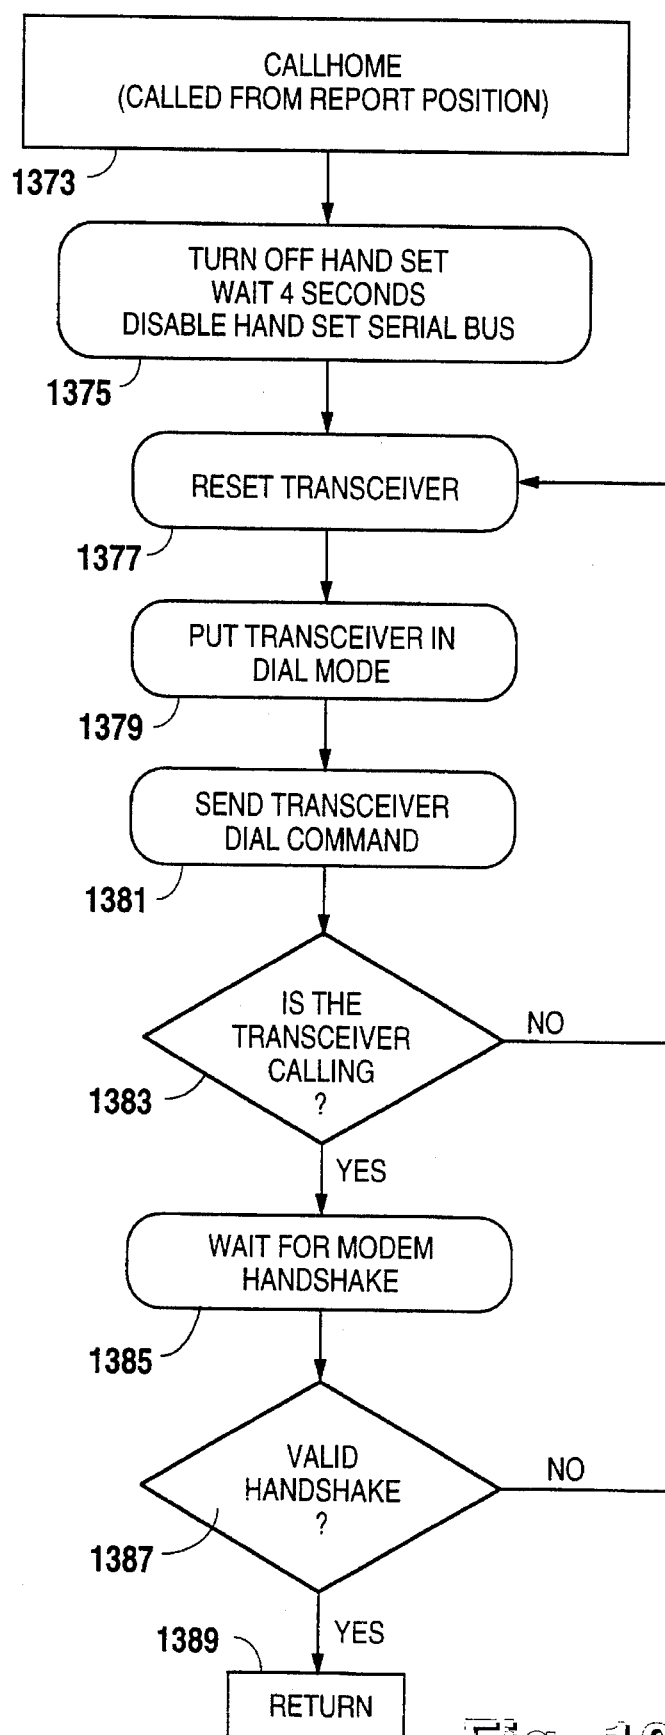 CALLHOME
(CALLED FROM REPORT POSITION)
1373
TURN OFF HAND SET
WAIT 4 SECONDS
DISABLE HAND SET SERIAL BUS
1375
RESET TRANSCEIVER
1377
PUT TRANSCEIVER IN
DIAL MODE
1379
SEND TRANSCEIVER
DIAL COMMAND
1381
IS THE
TRANSCEIVER
CALLING
?
NO
1383
YES
WAIT FOR MODEM
HANDSHAKE
1385
VALID
HANDSHAKE
?
NO
1387
YES
1389
RETURN